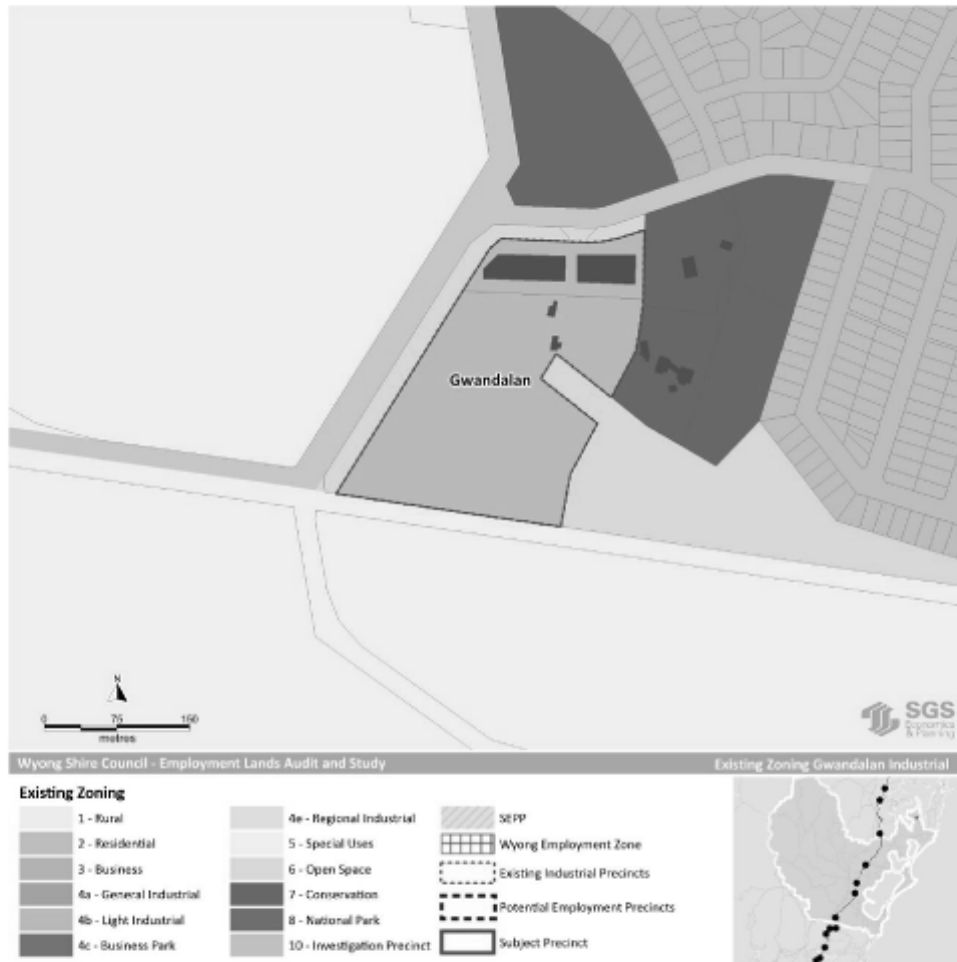 Gwandalan
N
0 75 150
metres
SGS
Economics
& Planning
Wyong Shire Council - Employment Lands Audit and Study Existing Zoning Gwandalan Industrial
Existing Zoning
1 - Rural
2 - Residential
3 - Business
4a - General Industrial
4b - Light Industrial
4c - Business Park
4e - Regional Industrial
5 - Special Uses
6 - Open Space
7 - Conservation
8 - National Park
10 - Investigation Precinct
SEPP
Wyong Employment Zone
Existing Industrial Precincts
Potential Employment Precincts
Subject Precinct